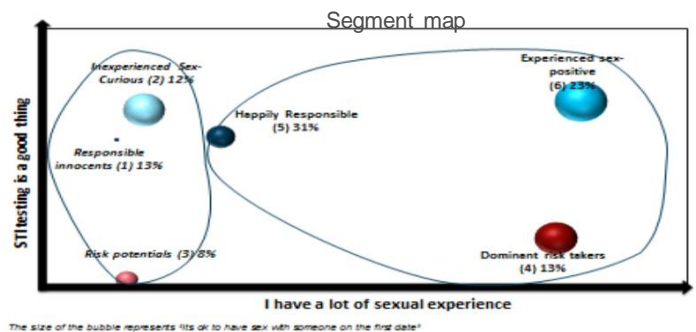 Segment map
Inexperienced Sex-
Curious (2) 12%
Experienced sex-
positive
(6) 23%
Happily Responsible
(5) 31%
Responsible
innocents (1) 13%
Risk potentials (3) 8%
Dominant risk takers
(4) 13%
STI testing is a good thing
I have a lot of sexual experience
The size of the bubble represents "its ok to have sex with someone on the first date"